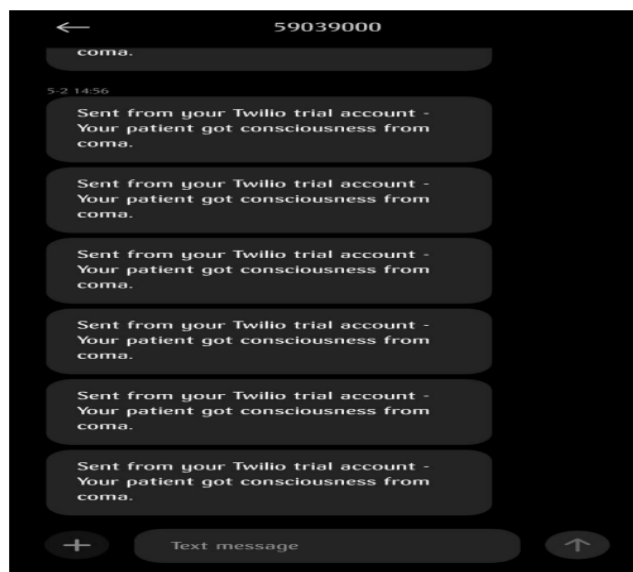 59039000
coma.
5-2 14:56
Sent from your Twilio trial account -
Your patient got consciousness from
coma.
Sent from your Twilio trial account -
Your patient got consciousness from
coma.
Sent from your Twilio trial account -
Your patient got consciousness from
coma.
Sent from your Twilio trial account -
Your patient got consciousness from
coma.
Sent from your Twilio trial account -
Your patient got consciousness from
coma.
Sent from your Twilio trial account -
Your patient got consciousness from
coma.
Text message